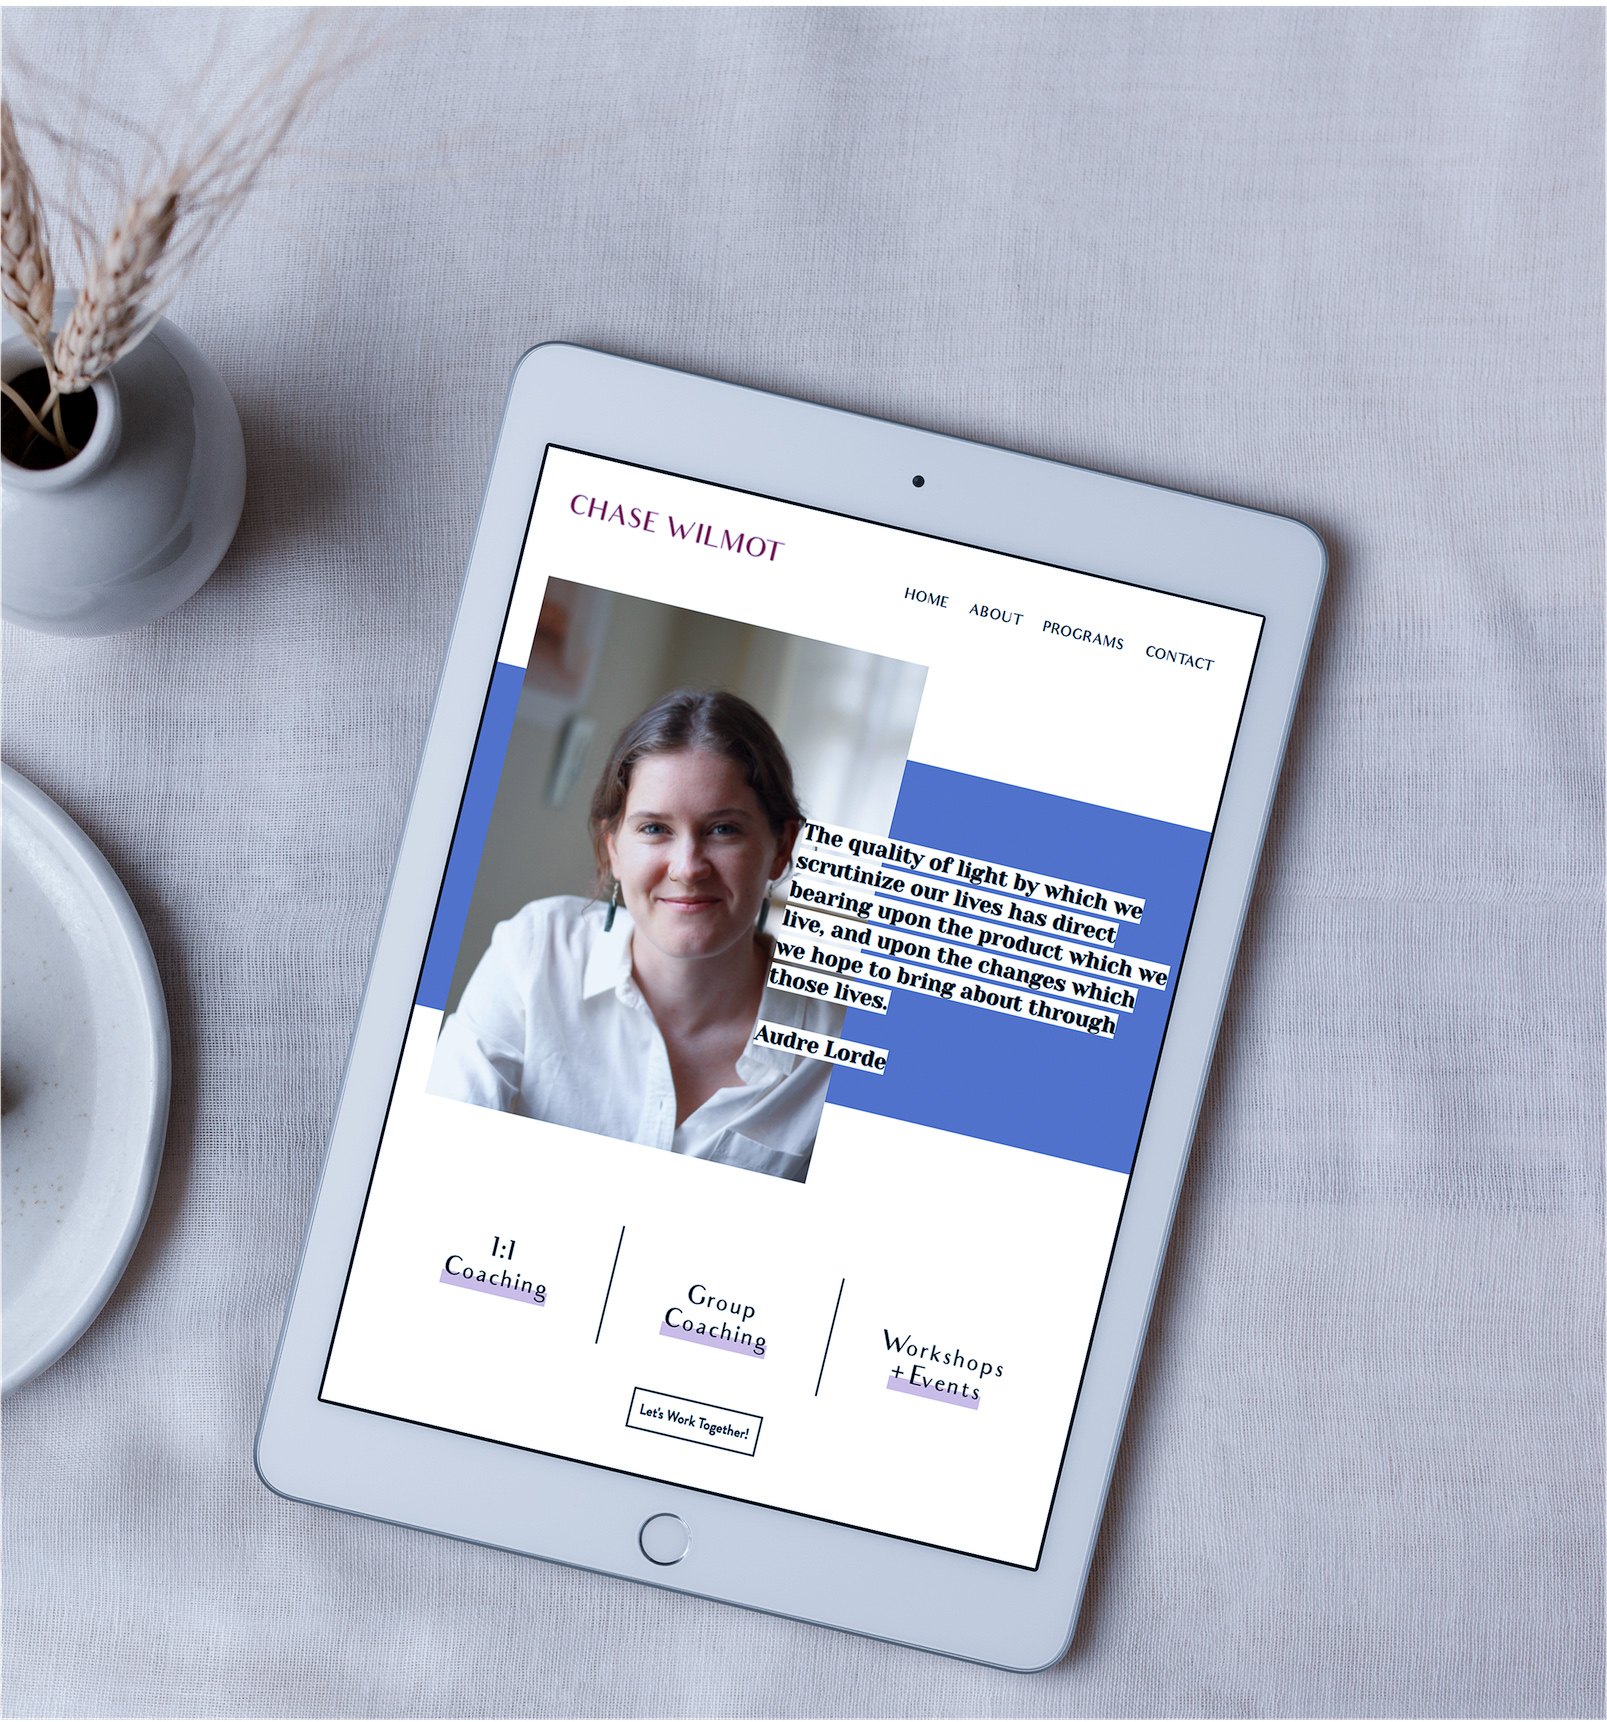 CHASE WILMOT
HOME ABOUT PROGRAMS CONTACT
The quality of light by which we
scrutinize our lives has direct
bearing upon the product which we
live, and upon the changes which
we hope to bring about through
those lives.
Audre Lorde
1:1
Coaching
Group
Coaching
Workshops
+ Events
Let's Work Together!